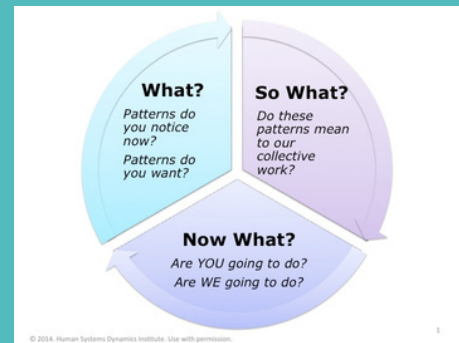 What?
Patterns do
you notice
now?
Patterns do
you want?
So What?
Do these
patterns mean
to our
collective
work?
Now What?
Are YOU going to do?
Are WE going to do?
1
© 2014. Human Systems Dynamics Institute. Use with permission.